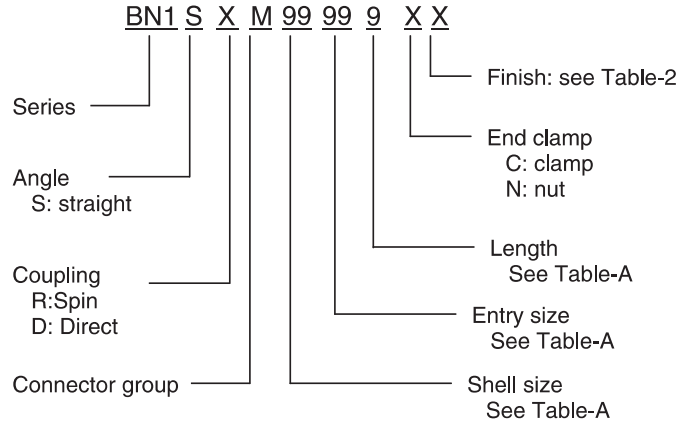 BN1 S X M 99 99 9 X X
Series
Angle
S: straight
Coupling
R:Spin
D: Direct
Connector group
Finish: see Table-2
End clamp
C: clamp
N: nut
Length
See Table-A
Entry size
See Table-A
Shell size
See Table-A